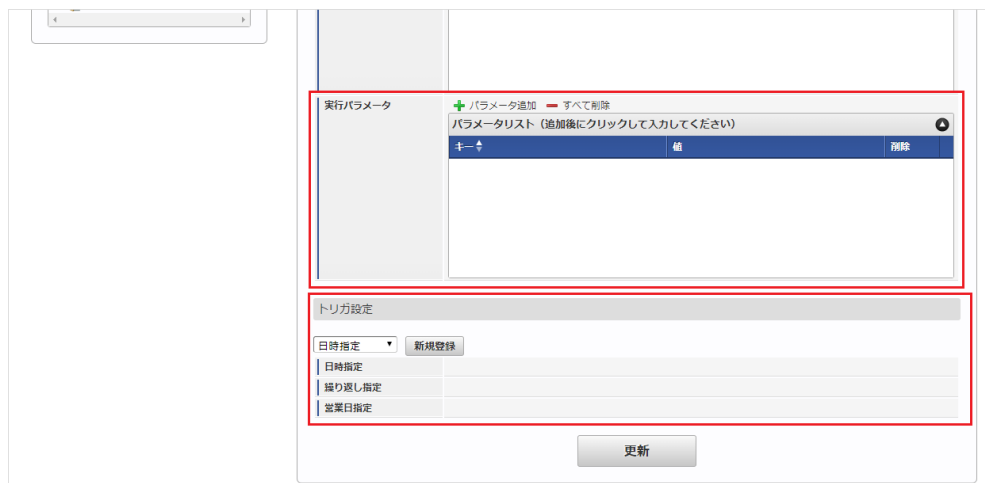 実行パラメータ
パラメータ追加 すべて削除
パラメータリスト（追加後にクリックして入力してください）
キー 値 削除
トリガ設定
日時指定 新規登録
日時指定
繰り返し指定
営業日指定
更新